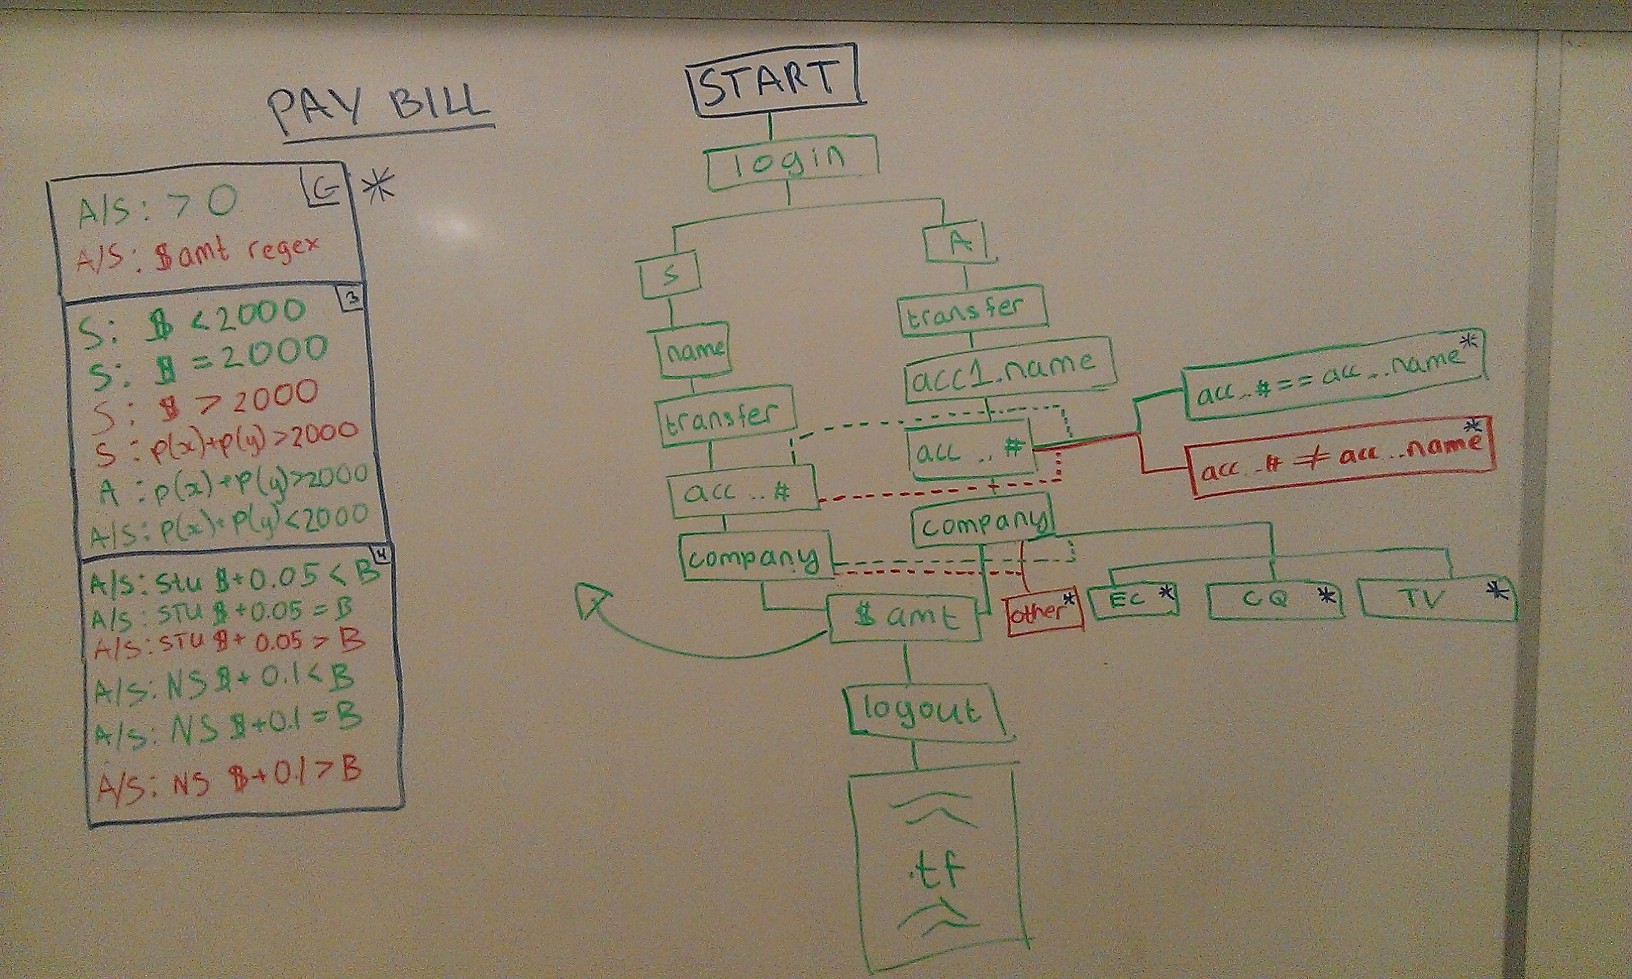 PAY BILL
A/S: > 0
A/S: $amt regex
3
S: $ < 2000
S: $ = 2000
S: $ > 2000
S: p(x)+p(y)>2000
A: p(x)+p(y)>2000
A/S: p(x)+p(y)<2000
4
A/S: Stu $+0.05 < B
A/S: STU $+0.05 = B
A/S: STU $+0.05 > B
A/S: NS $+0.1 < B
A/S: NS $+0.1 = B
A/S: NS $+0.1 > B
START
login
S
A
name
transfer
transfer
acc1.name
acc..#
acc..#
acc..# == acc...name*
acc..# ≠ acc...name*
company
company
$ amt
other*
EC *
CQ *
TV *
logout
.tf